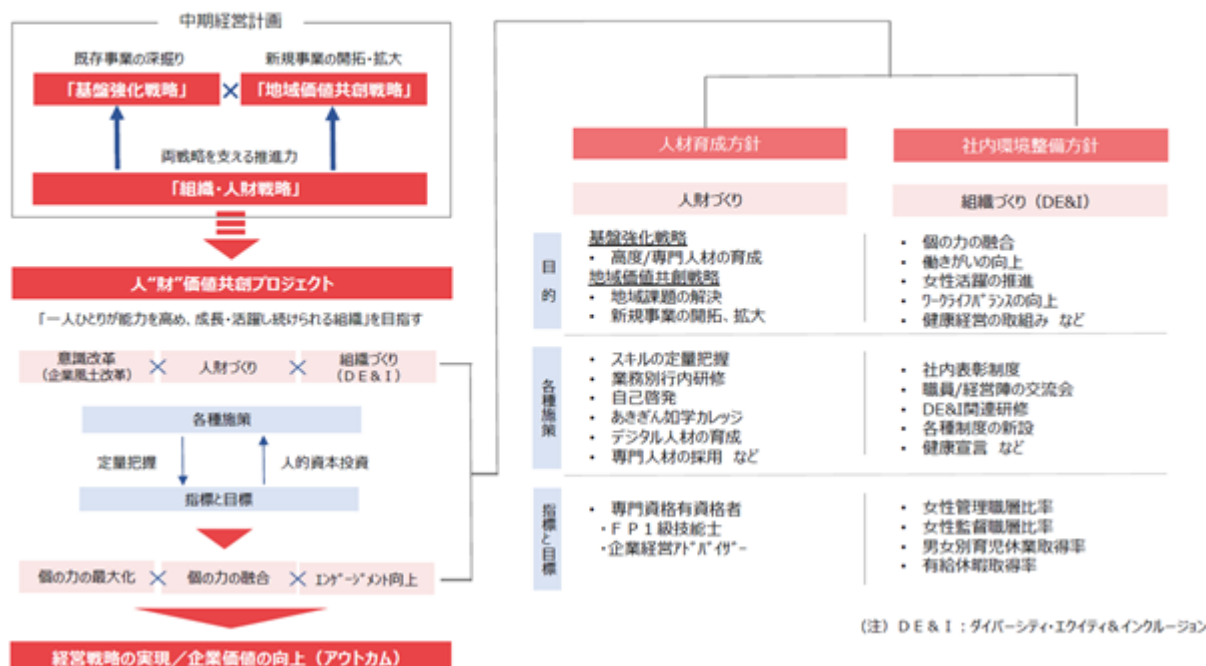 中期経営計画
既存事業の深掘り
新規事業の開拓・拡大
「基盤強化戦略」
×
「地域価値共創戦略」
両戦略を支える推進力
「組織・人財戦略」
人“財”価値共創プロジェクト
「一人ひとりが能力を高め、成長・活躍し続けられる組織」を目指す
意識改革
(企業風土改革)
×
人財づくり
×
組織づくり
(DE&I)
各種施策
定量把握
人的資本投資
指標と目標
個の力の最大化
×
個の力の融合
×
ｴﾝｹﾞｰｼﾞﾒﾝﾄ向上
経営戦略の実現／企業価値の向上（アウトカム）
人材育成方針
社内環境整備方針
人財づくり
組織づくり（DE&I）
目的
基盤強化戦略
• 高度/専門人材の育成
地域価値共創戦略
• 地域課題の解決
• 新規事業の開拓、拡大
• 個の力の融合
• 働きがいの向上
• 女性活躍の推進
• ﾜｰｸﾗｲﾌﾊﾞﾗﾝｽの向上
• 健康経営の取組み など
各種施策
• スキルの定量把握
• 業務別行内研修
• 自己啓発
• あきぎん如学カレッジ
• デジタル人材の育成
• 専門人材の採用 など
• 社内表彰制度
• 職員/経営陣の交流会
• DE&I関連研修
• 各種制度の新設
• 健康宣言 など
指標と目標
• 専門資格有資格者
・ＦＰ１級技能士
・企業経営ｱﾄﾞﾊﾞｲｻﾞｰ
• 女性管理職層比率
• 女性監督職層比率
• 男女別育児休業取得率
• 有給休暇取得率
（注）ＤＥ＆Ｉ：ﾀﾞｲﾊﾞｰｼﾃｨ・ｴｸｲﾃｨ&ｲﾝｸﾙｰｼﾞｮﾝ